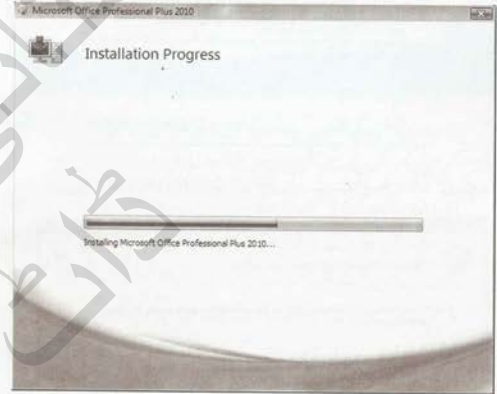 Microsoft Office Professional Plus 2010
Installation Progress
Installing Microsoft Office Professional Plus 2010...